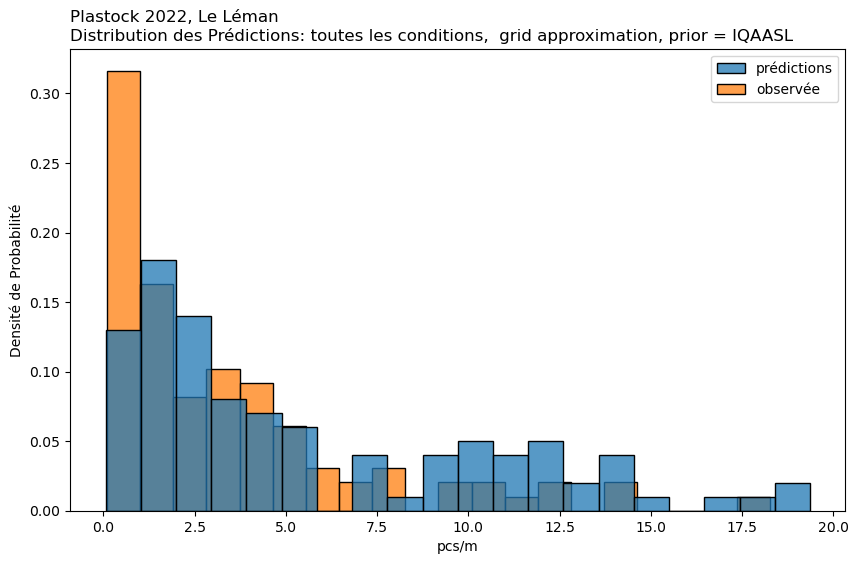 Plastock 2022, Le Léman
Distribution des Prédictions: toutes les conditions,  grid approximation, prior = IQAASL
prédictions
observée
Densité de Probabilité
0.30
0.25
0.20
0.15
0.10
0.05
0.00
0.0 2.5 5.0 7.5 10.0 12.5 15.0 17.5 20.0
pcs/m